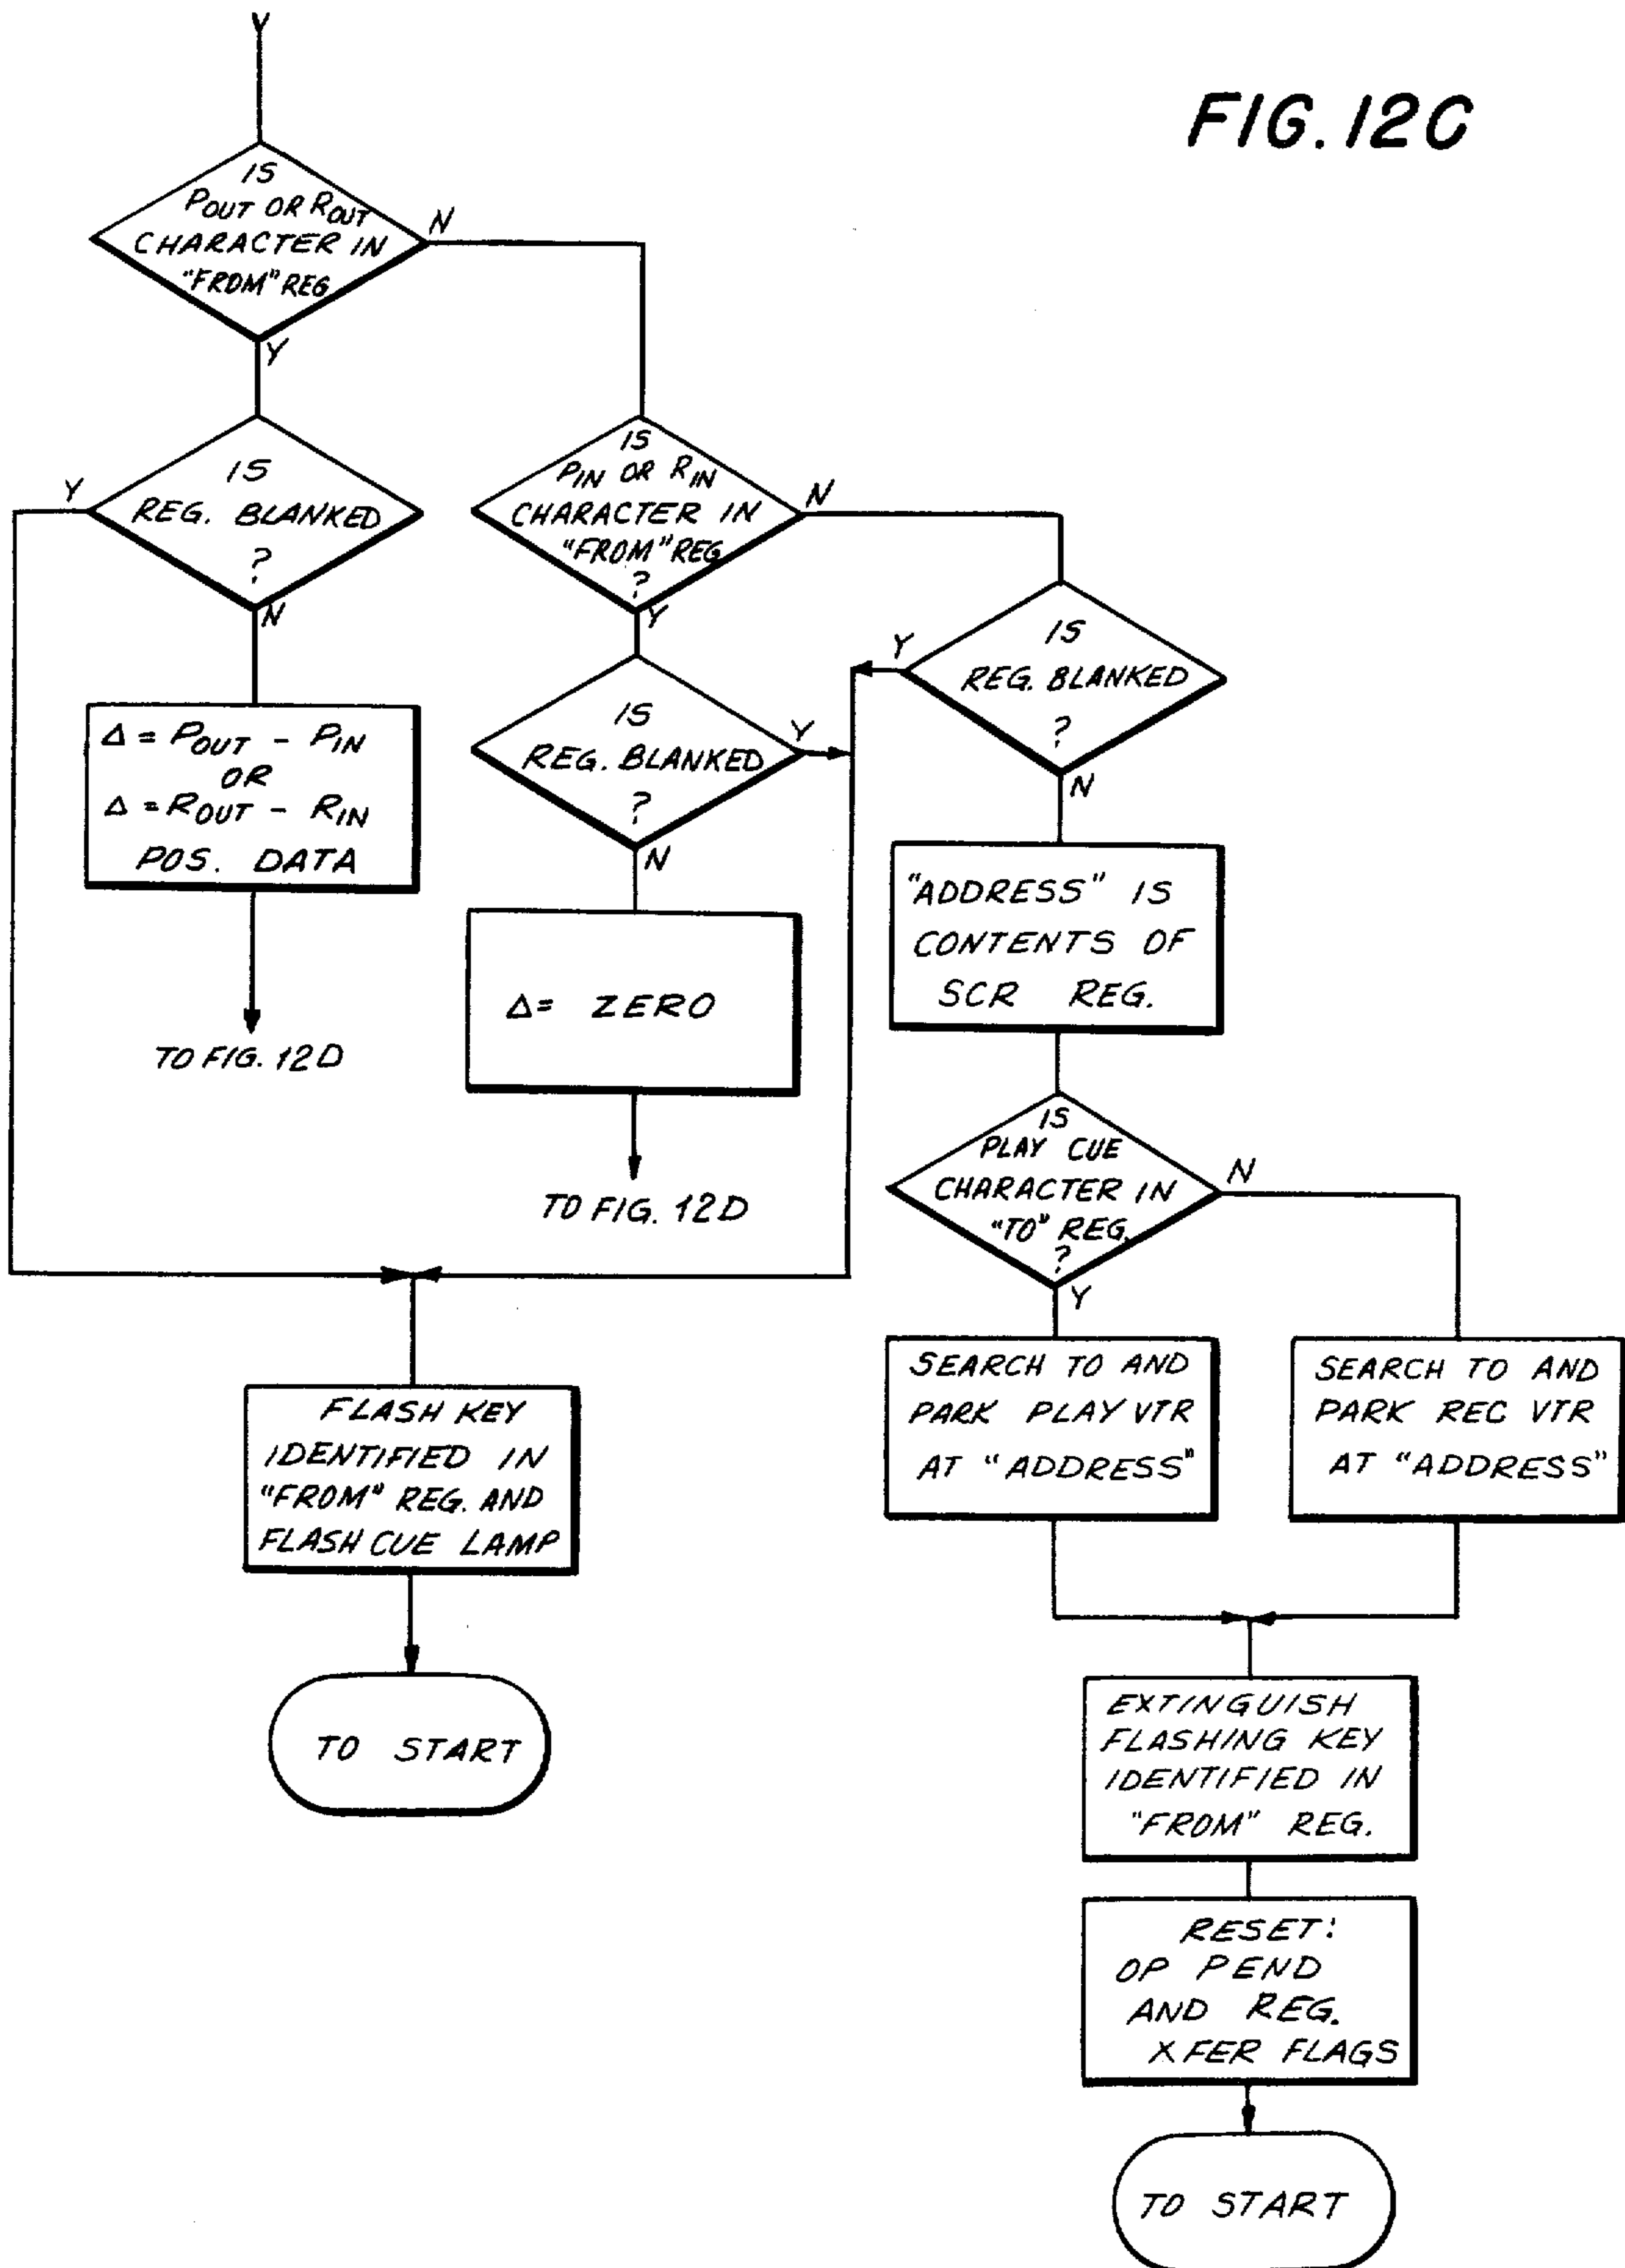 FIG. 12C
IS
POUT OR ROUT
CHARACTER IN
"FROM" REG
N
Y
IS
REG. BLANKED
?
Y
N
Δ = POUT - PIN
OR
Δ = ROUT - RIN
POS. DATA
TO FIG. 12D
IS
PIN OR RIN
CHARACTER IN
"FROM" REG
?
N
Y
IS
REG. BLANKED
?
Y
N
Δ = ZERO
TO FIG. 12D
IS
REG. BLANKED
?
Y
N
"ADDRESS" IS
CONTENTS OF
SCR REG.
IS
PLAY CUE
CHARACTER IN
"TO" REG.
?
N
Y
SEARCH TO AND
PARK PLAY VTR
AT "ADDRESS"
SEARCH TO AND
PARK REC VTR
AT "ADDRESS"
FLASH KEY
IDENTIFIED IN
"FROM" REG. AND
FLASH CUE LAMP
TO START
EXTINGUISH
FLASHING KEY
IDENTIFIED IN
"FROM" REG.
RESET:
OP PEND
AND REG.
XFER FLAGS
TO START